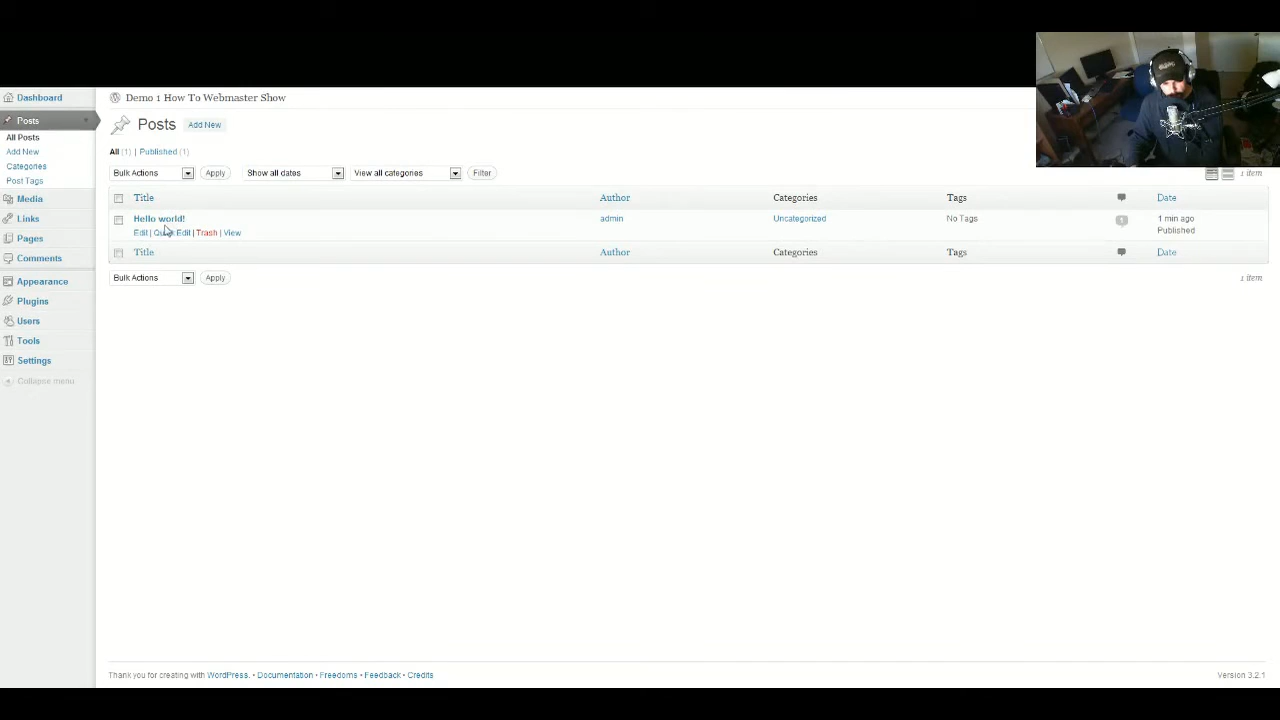 Dashboard
Demo 1 How To Webmaster Show
Posts
Posts
Add New
All Posts
Add New
Categories
Post Tags
Media
Links
Pages
Comments
Appearance
Plugins
Users
Tools
Settings
Collapse menu
All (1) | Published (1)
Bulk Actions Apply Show all dates View all categories Filter 1 item
Title Author Categories Tags Date
Hello world! admin Uncategorized No Tags 1 1 min ago
Edit | Quick Edit | Trash | View Published
Title Author Categories Tags Date
Bulk Actions Apply 1 item
Thank you for creating with WordPress. • Documentation • Freedoms • Feedback • Credits Version 3.2.1